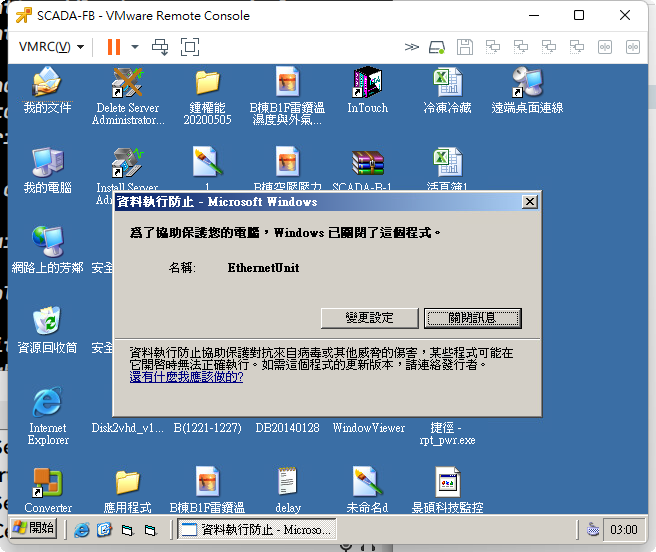 SCADA-FB - VMware Remote Console
VMRC(V)
我的文件
Delete Server
Administrator...
鍾權能
20200505
B棟B1F雷鑽溫
濕度與外氣...
InTouch
冷凍冷藏
遠端桌面連線
我的電腦
Install Server
Administrator...
1
B棟空壓壓力
SCADA-B-1
活頁簿1
資料執行防止 - Microsoft Windows
為了協助保護您的電腦，Windows 已關閉了這個程式。
網路上的芳鄰
安全
名稱:
EthernetUnit
變更設定
關閉訊息
資源回收筒
安全
資料執行防止協助保護對抗來自病毒或其他威脅的傷害，某些程式可能在
它開啓時無法正確執行。如需這個程式的更新版本，請連絡發行者。
還有什麼我應該做的?
Internet
Explorer
Disk2vhd_v1...
B(1221-1227)
DB20140128
WindowViewer
捷徑 -
rpt_pwr.exe
Converter
應用程式
B棟B1F雷鑽溫
delay
未命名d
景碩科技監控
開始
資料執行防止 - Microso...
03:00